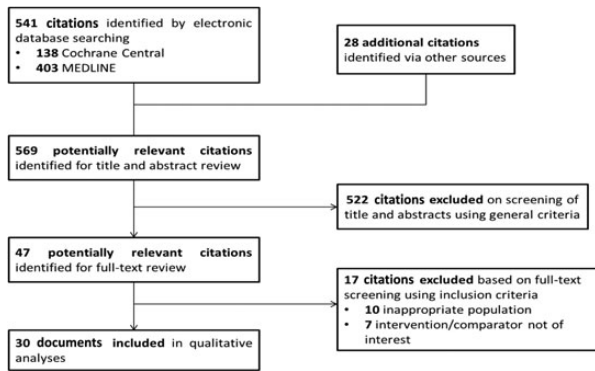 541 citations identified by electronic
database searching
• 138 Cochrane Central
• 403 MEDLINE
28 additional citations
identified via other sources
569 potentially relevant citations
identified for title and abstract review
522 citations excluded on screening of
title and abstracts using general criteria
47 potentially relevant citations
identified for full-text review
17 citations excluded based on full-text
screening using inclusion criteria
• 10 inappropriate population
• 7 intervention/comparator not of
interest
30 documents included in qualitative
analyses